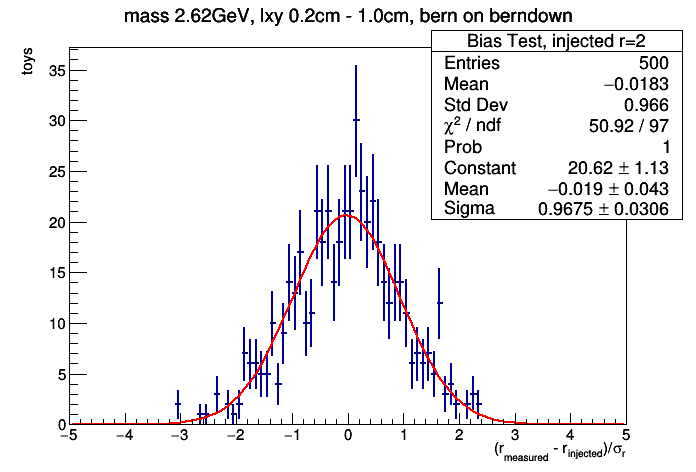 mass 2.62GeV, lxy 0.2cm - 1.0cm, bern on berndown
toys
Bias Test, injected r=2
Entries 500
Mean −0.0183
Std Dev 0.966
χ² / ndf 50.92 / 97
Prob 1
Constant 20.62 ± 1.13
Mean −0.019 ± 0.043
Sigma 0.9675 ± 0.0306
35
30
25
20
15
10
5
0
−5 −4 −3 −2 −1 0 1 2 3 4 5
(r_measured - r_injected)/σ_r